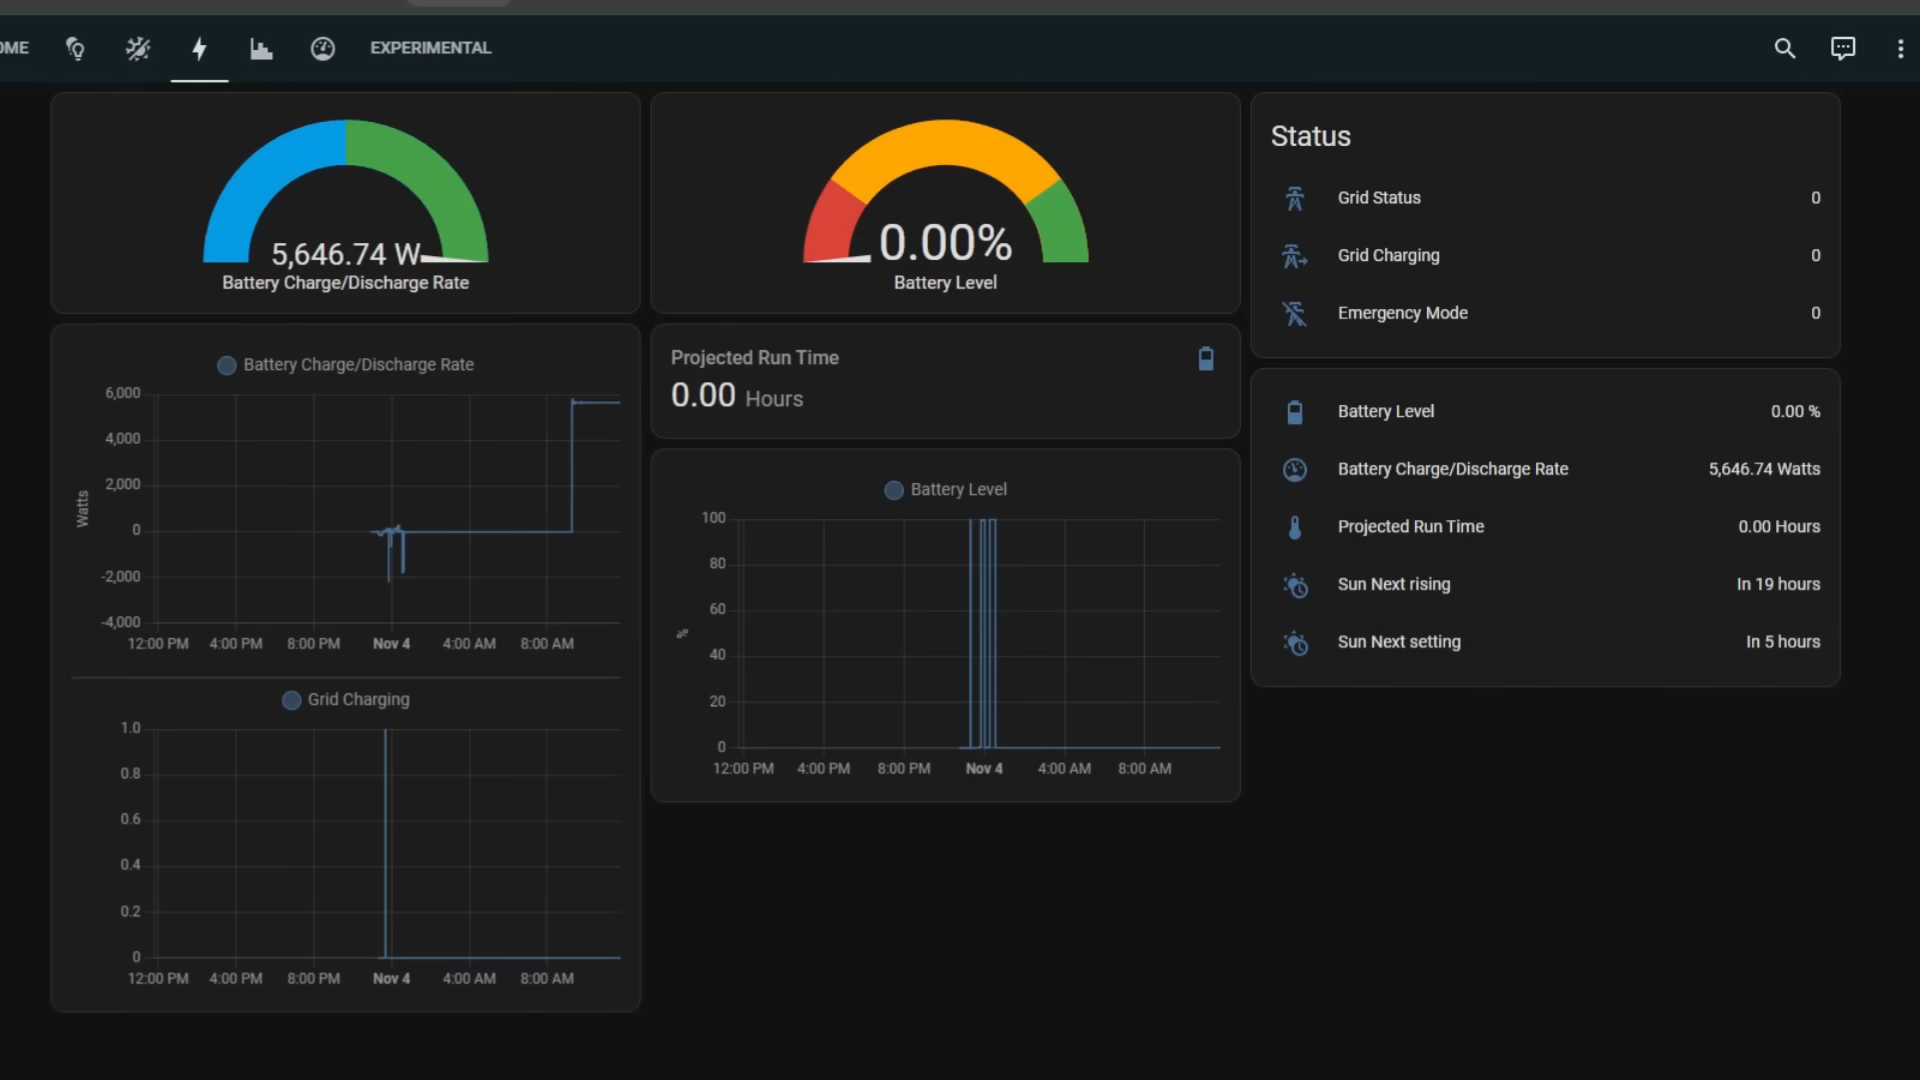 OME
EXPERIMENTAL
5,646.74 W
Battery Charge/Discharge Rate
0.00%
Battery Level
Status
Grid Status 0
Grid Charging 0
Emergency Mode 0
Battery Charge/Discharge Rate
6,000
4,000
2,000
0
-2,000
-4,000
Watts
12:00 PM 4:00 PM 8:00 PM Nov 4 4:00 AM 8:00 AM
Grid Charging
1.0
0.8
0.6
0.4
0.2
0
12:00 PM 4:00 PM 8:00 PM Nov 4 4:00 AM 8:00 AM
Projected Run Time
0.00 Hours
Battery Level
100
80
60
40
20
0
%
12:00 PM 4:00 PM 8:00 PM Nov 4 4:00 AM 8:00 AM
Battery Level 0.00 %
Battery Charge/Discharge Rate 5,646.74 Watts
Projected Run Time 0.00 Hours
Sun Next rising In 19 hours
Sun Next setting In 5 hours